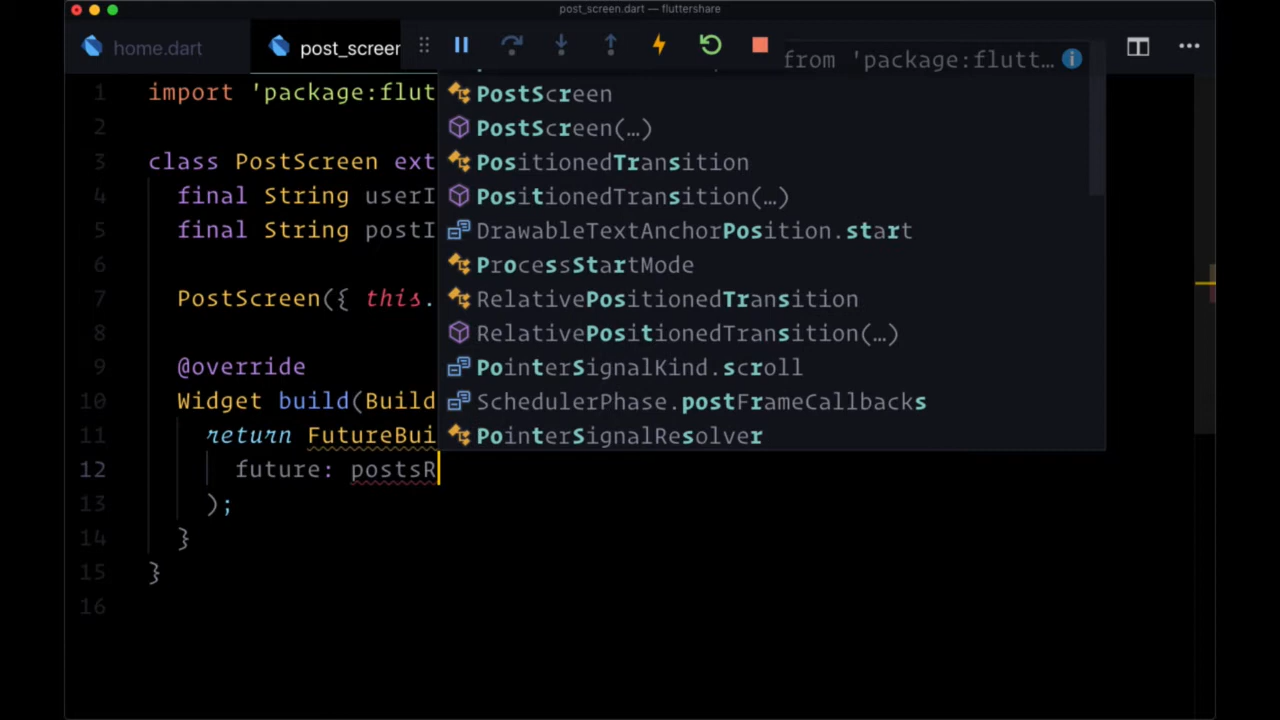 post_screen.dart — fluttershare
home.dart
post_screen
from 'package:flutt…
1 import 'package:flut
2
3 class PostScreen ext
4 final String userI
5 final String postI
6
7 PostScreen({ this.
8
9 @override
10 Widget build(Build
11 return FutureBui
12 future: postsR
13 );
14 }
15 }
16
PostScreen
PostScreen(…)
PositionedTransition
PositionedTransition(…)
DrawableTextAnchorPosition.start
ProcessStartMode
RelativePositionedTransition
RelativePositionedTransition(…)
PointerSignalKind.scroll
SchedulerPhase.postFrameCallbacks
PointerSignalResolver